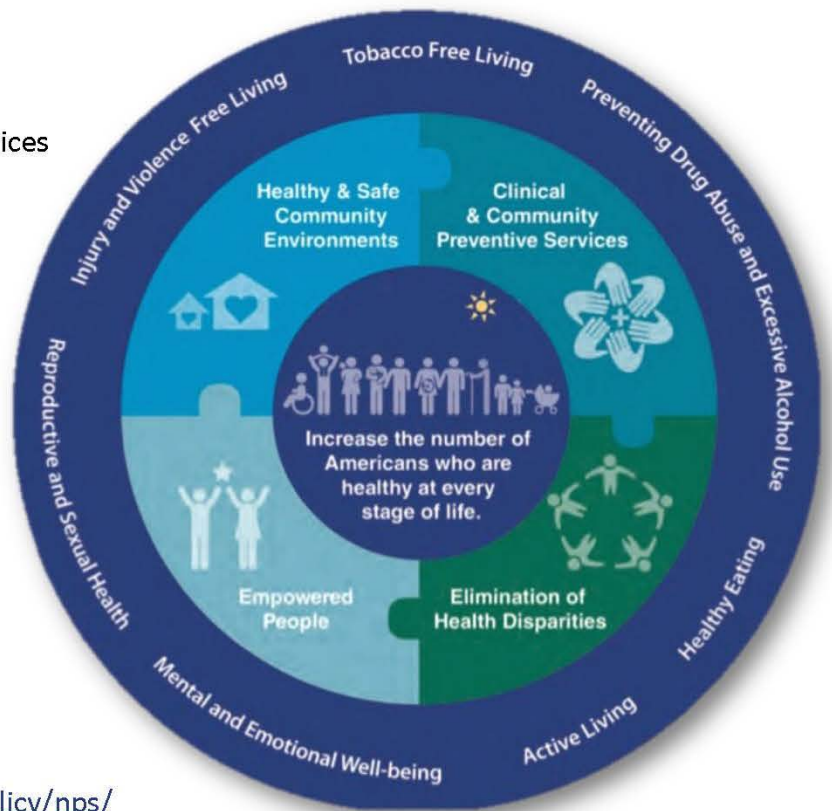 Tobacco Free Living
Preventing Drug Abuse and Excessive Alcohol Use
Healthy Eating
Active Living
Mental and Emotional Well-being
Reproductive and Sexual Health
Injury and Violence Free Living
ices
Healthy & Safe
Community
Environments
Clinical
& Community
Preventive Services
Increase the number of
Americans who are
healthy at every
stage of life.
Empowered
People
Elimination of
Health Disparities
licy/nps/